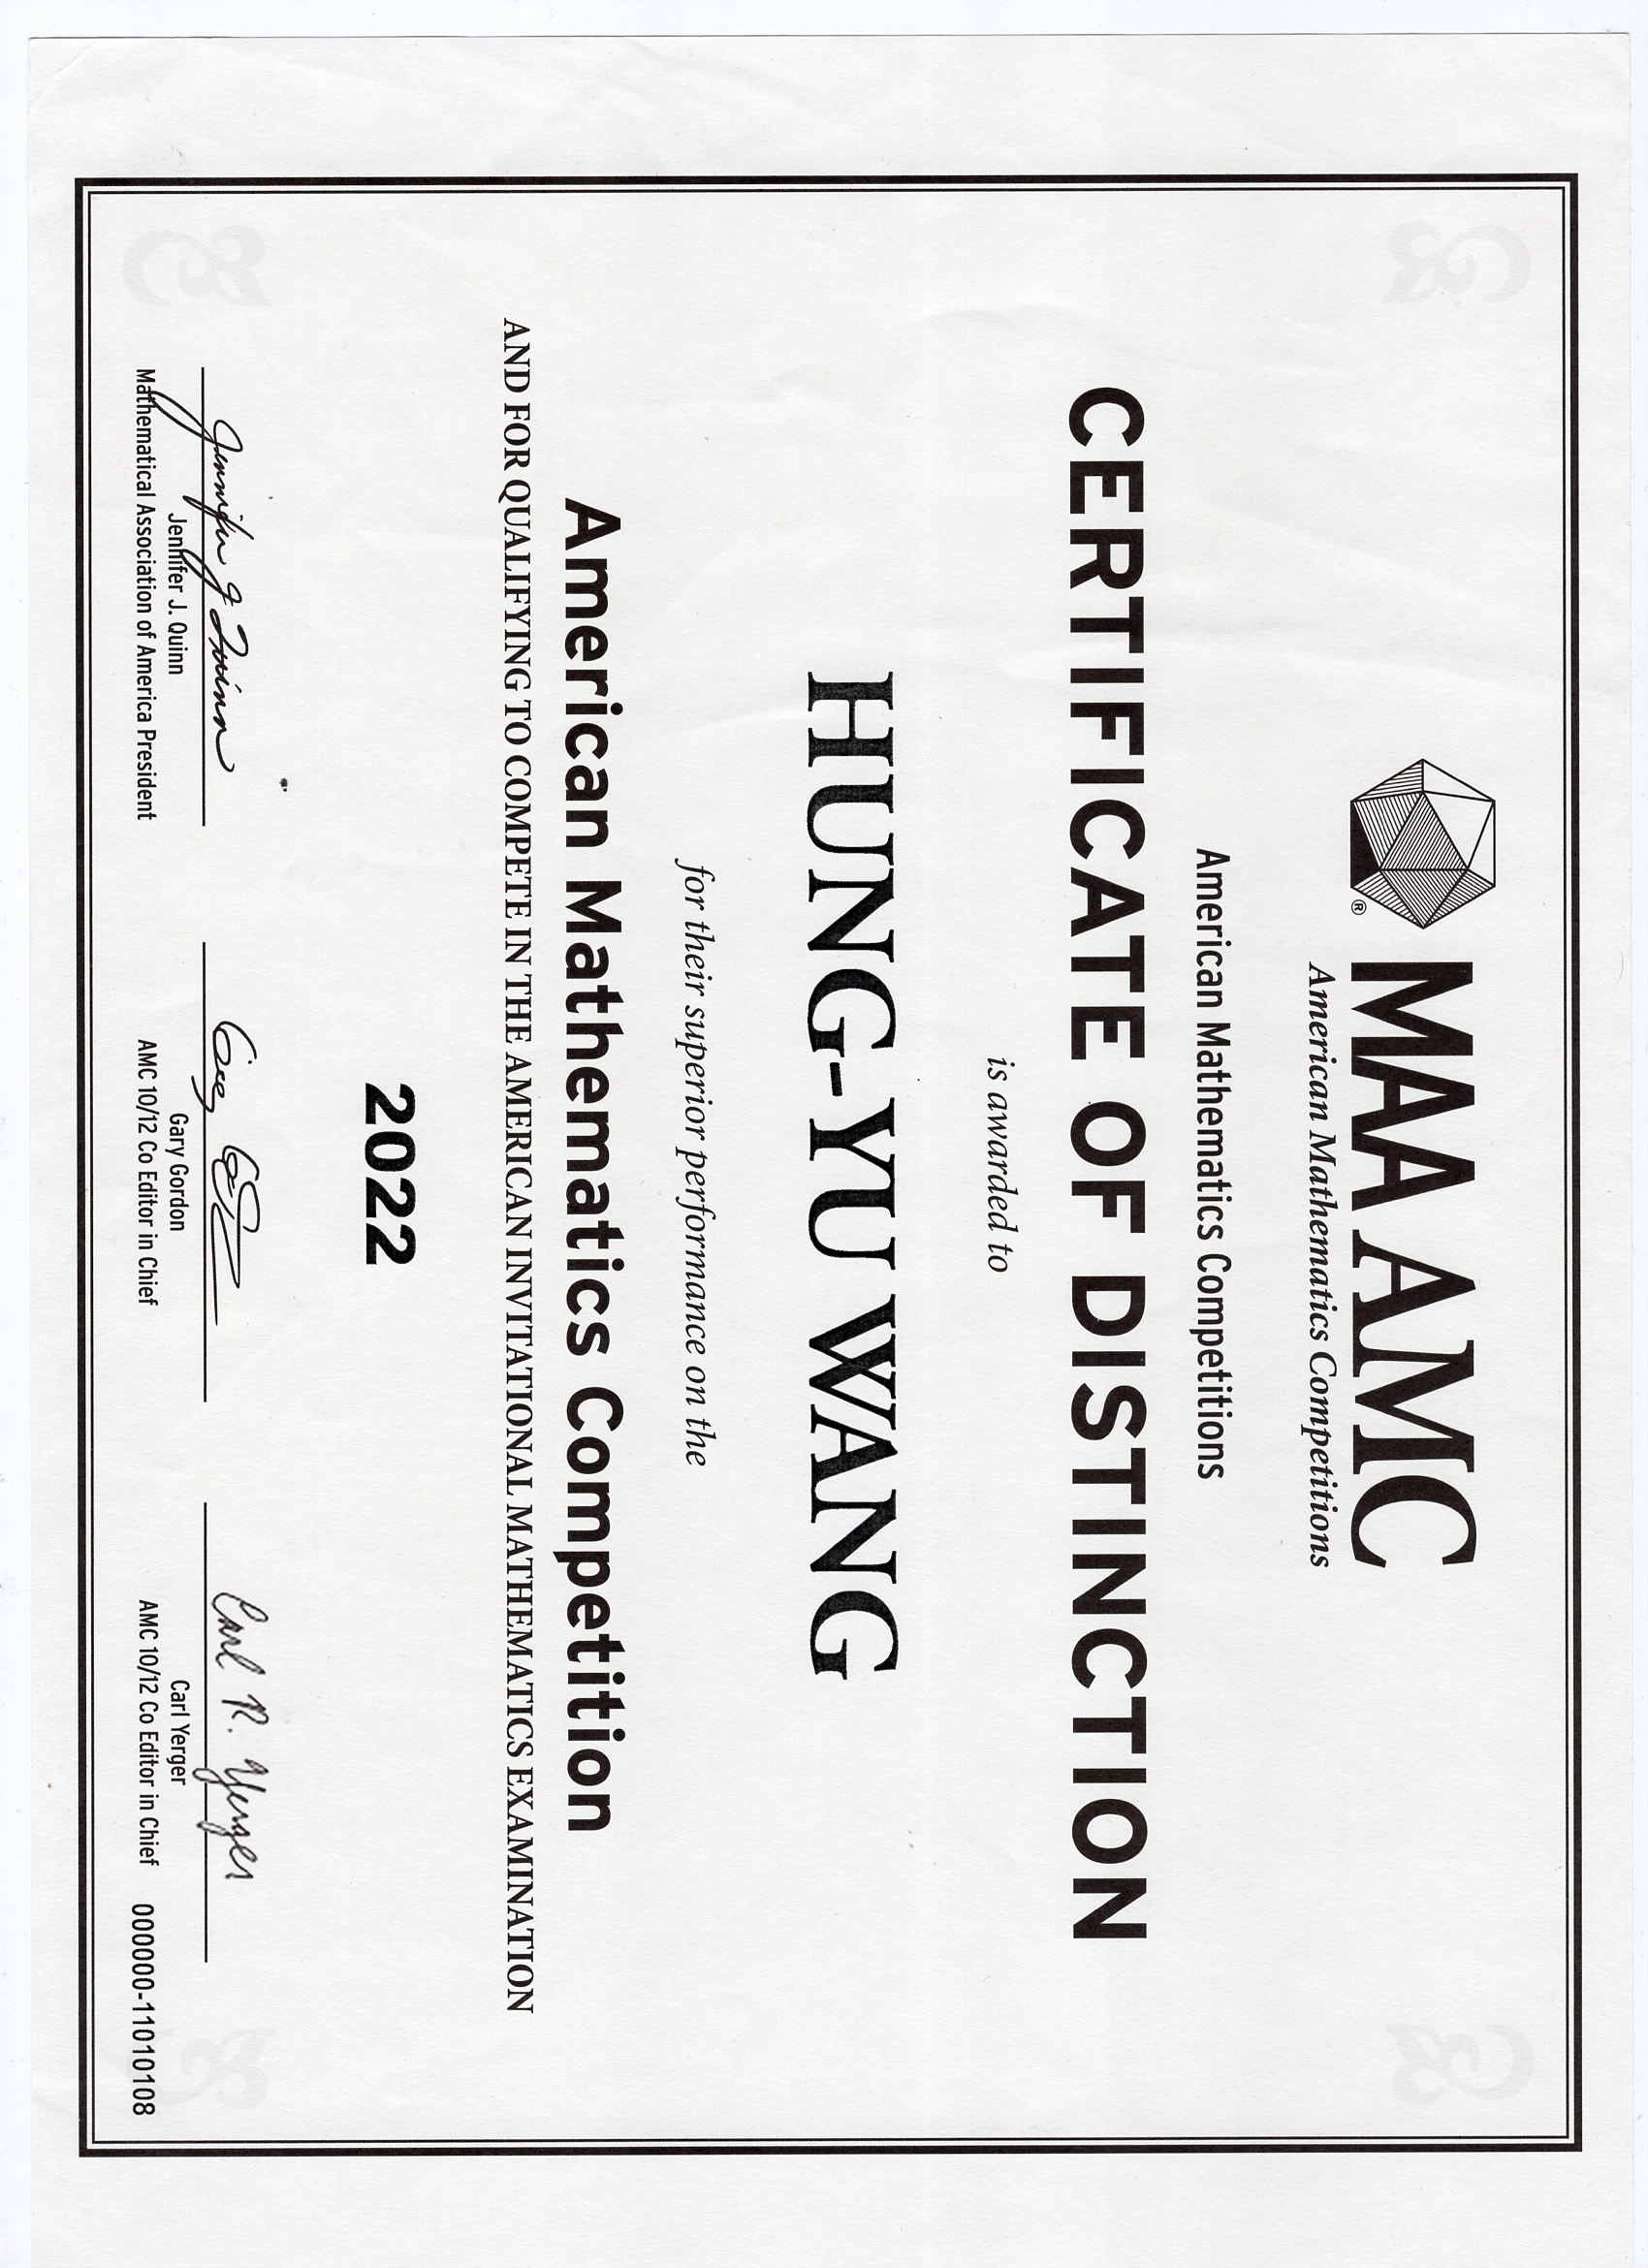 MAA AMC
®
American Mathematics Competitions
American Mathematics Competitions
CERTIFICATE OF DISTINCTION
is awarded to
HUNG-YU WANG
for their superior performance on the
American Mathematics Competition
AND FOR QUALIFYING TO COMPETE IN THE AMERICAN INVITATIONAL MATHEMATICS EXAMINATION
2022
Jennifer J. Quinn
Jennifer J. Quinn
Mathematical Association of America President
Gary Gordon
AMC 10/12 Co Editor in Chief
Carl R. Yerger
Carl Yerger
AMC 10/12 Co Editor in Chief
000000-11010108